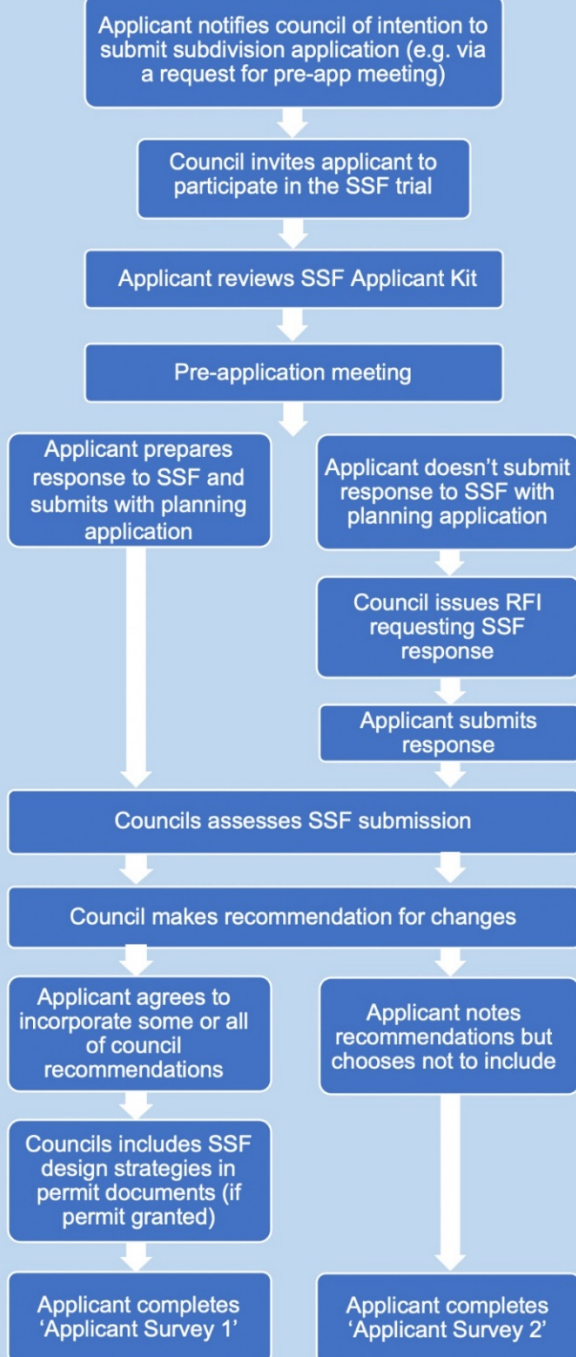 Applicant notifies council of intention to
submit subdivision application (e.g. via
a request for pre-app meeting)
Council invites applicant to
participate in the SSF trial
Applicant reviews SSF Applicant Kit
Pre-application meeting
Applicant prepares
response to SSF and
submits with planning
application
Applicant doesn't submit
response to SSF with
planning application
Council issues RFI
requesting SSF
response
Applicant submits
response
Councils assesses SSF submission
Council makes recommendation for changes
Applicant agrees to
incorporate some or all
of council
recommendations
Applicant notes
recommendations but
chooses not to include
Councils includes SSF
design strategies in
permit documents (if
permit granted)
Applicant completes
'Applicant Survey 1'
Applicant completes
'Applicant Survey 2'